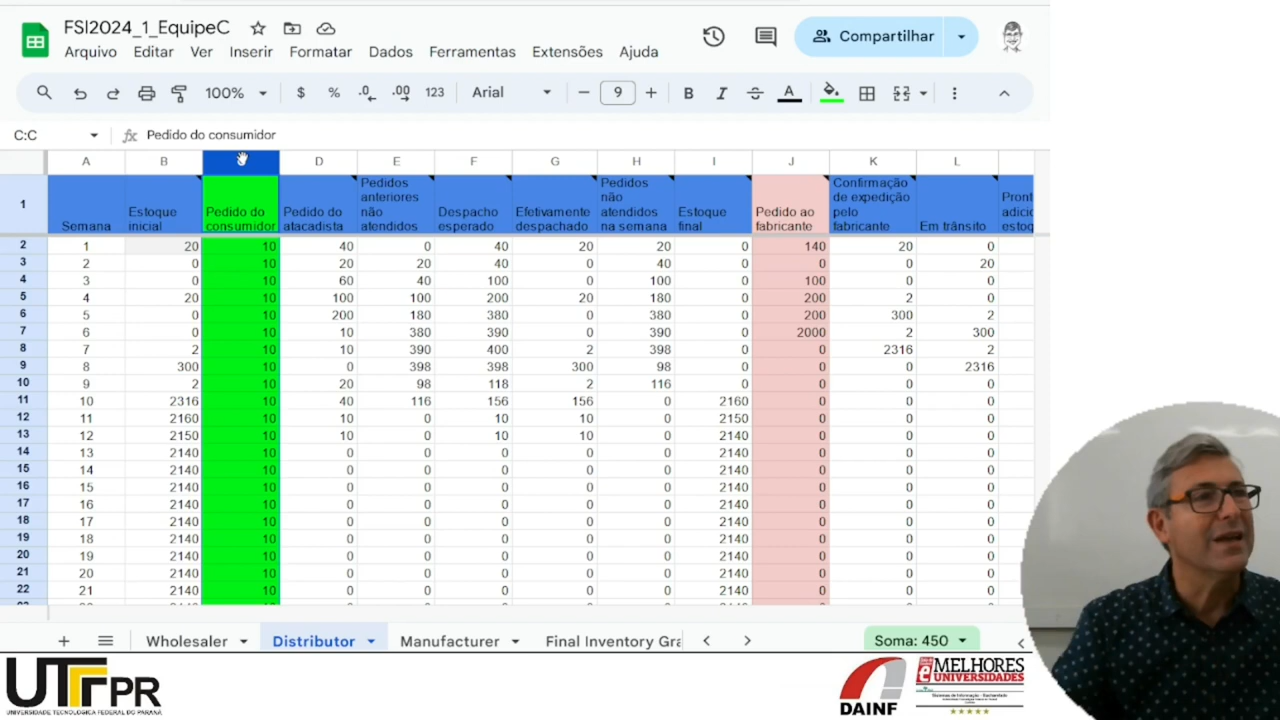 FSI2024_1_EquipeC
Arquivo Editar Ver Inserir Formatar Dados Ferramentas Extensões Ajuda
Compartilhar
100% $ % .0 .00 123 Arial 9 B I A
C:C fx Pedido do consumidor
A B D E F G H I J K L
1 Semana Estoque inicial Pedido do consumidor Pedido do atacadista Pedidos anteriores não atendidos Despacho esperado Efetivamente despachado Pedidos não atendidos na semana Estoque final Pedido ao fabricante Confirmação de expedição pelo fabricante Em trânsito Pront adicio estoq
2 1 20 10 40 0 40 20 20 0 140 20 0
3 2 0 10 20 20 40 0 40 0 0 0 20
4 3 0 10 60 40 100 0 100 0 100 0 0
5 4 20 10 100 100 200 20 180 0 200 2 0
6 5 0 10 200 180 380 0 380 0 200 300 2
7 6 0 10 10 380 390 0 390 0 2000 2 300
8 7 2 10 10 390 400 2 398 0 0 2316 2
9 8 300 10 0 398 398 300 98 0 0 0 2316
10 9 2 10 20 98 118 2 116 0 0 0 0
11 10 2316 10 40 116 156 156 0 2160 0 0 0
12 11 2160 10 10 0 10 10 0 2150 0 0 0
13 12 2150 10 10 0 10 10 0 2140 0 0 0
14 13 2140 10 0 0 0 0 0 2140 0 0 0
15 14 2140 10 0 0 0 0 0 2140 0 0 0
16 15 2140 10 0 0 0 0 0 2140 0 0 0
17 16 2140 10 0 0 0 0 0 2140 0 0 0
18 17 2140 10 0 0 0 0 0 2140 0 0 0
19 18 2140 10 0 0 0 0 0 2140 0 0 0
20 19 2140 10 0 0 0 0 0 2140 0 0 0
21 20 2140 10 0 0 0 0 0 2140 0 0 0
22 21 2140 10 0 0 0 0 0 2140 0 0 0
Wholesaler Distributor Manufacturer Final Inventory Gra Soma: 450
UTFPR
UNIVERSIDADE TECNOLÓGICA FEDERAL DO PARANÁ
DAINF
MELHORES
UNIVERSIDADES
Sistemas de Informação - Bacharelado